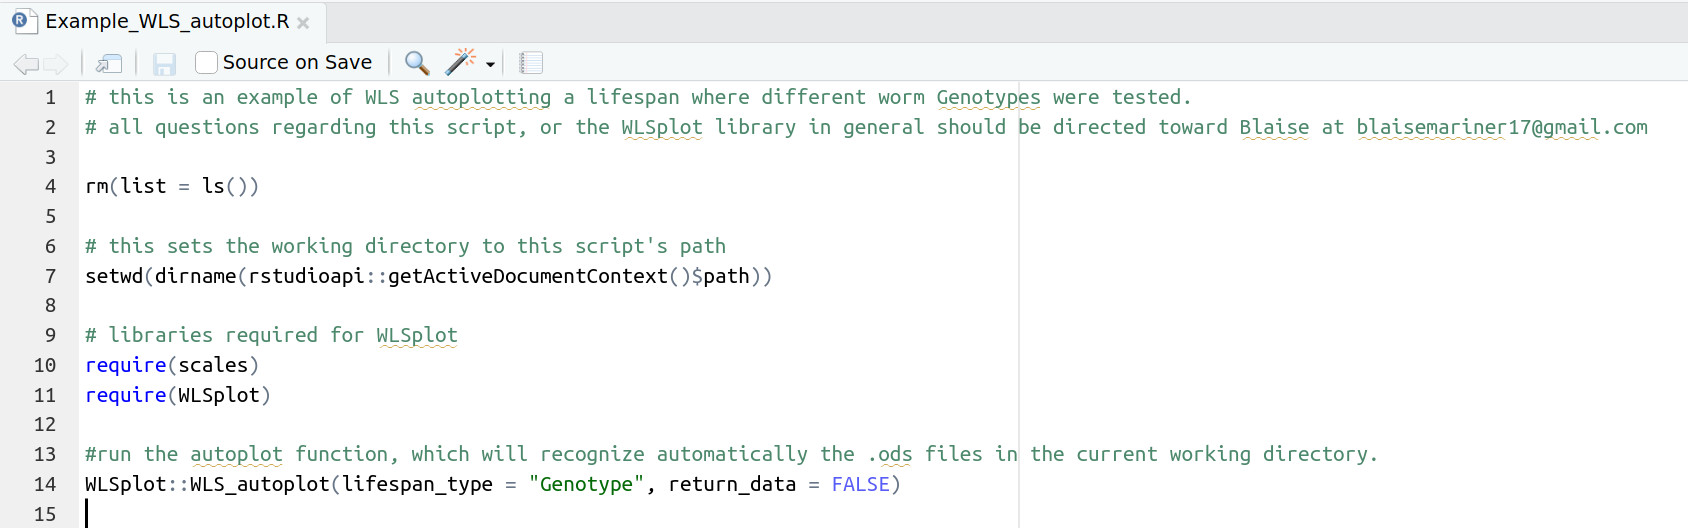 Example_WLS_autoplot.R ×
Source on Save
1 # this is an example of WLS autoplotting a lifespan where different worm Genotypes were tested.
2 # all questions regarding this script, or the WLSplot library in general should be directed toward Blaise at blaisemariner17@gmail.com
3
4 rm(list = ls())
5
6 # this sets the working directory to this script's path
7 setwd(dirname(rstudioapi::getActiveDocumentContext()$path))
8
9 # libraries required for WLSplot
10 require(scales)
11 require(WLSplot)
12
13 #run the autoplot function, which will recognize automatically the .ods files in the current working directory.
14 WLSplot::WLS_autoplot(lifespan_type = "Genotype", return_data = FALSE)
15